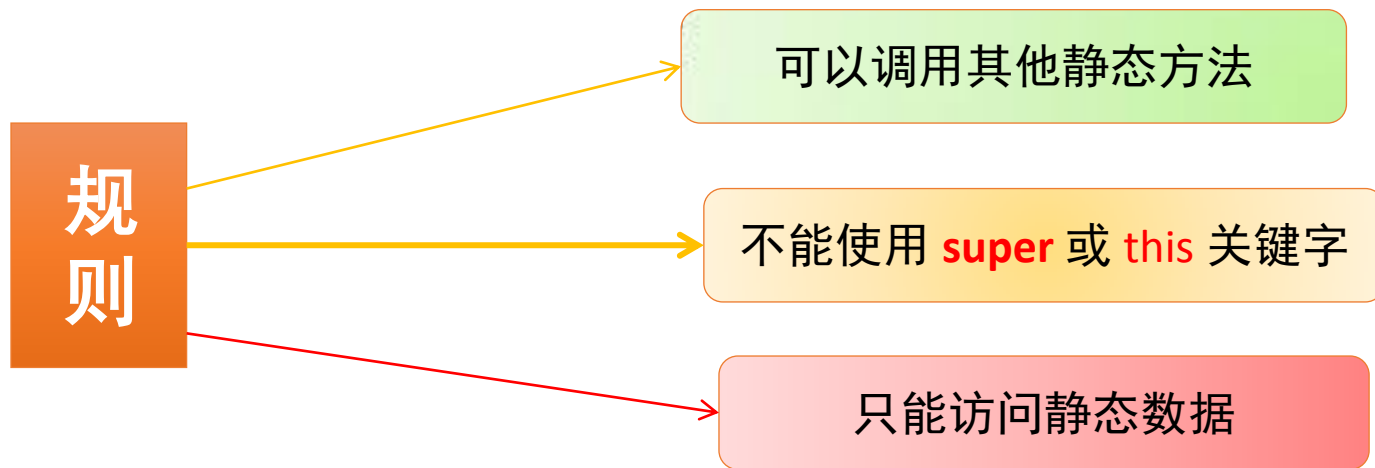 规
则
可以调用其他静态方法
不能使用 super 或 this 关键字
只能访问静态数据